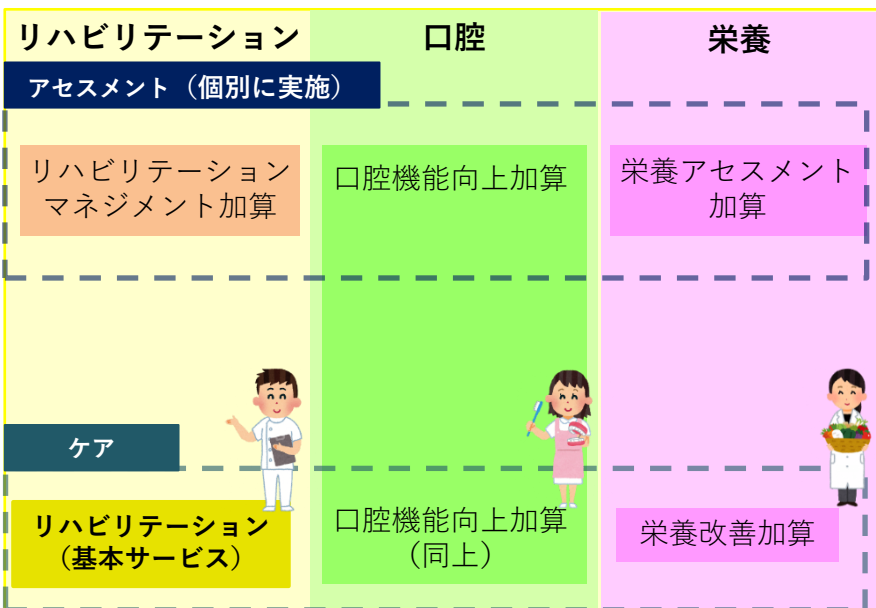 リハビリテーション
口腔
栄養
アセスメント（個別に実施）
リハビリテーション
マネジメント加算
口腔機能向上加算
栄養アセスメント
加算
ケア
リハビリテーション
（基本サービス）
口腔機能向上加算
（同上）
栄養改善加算